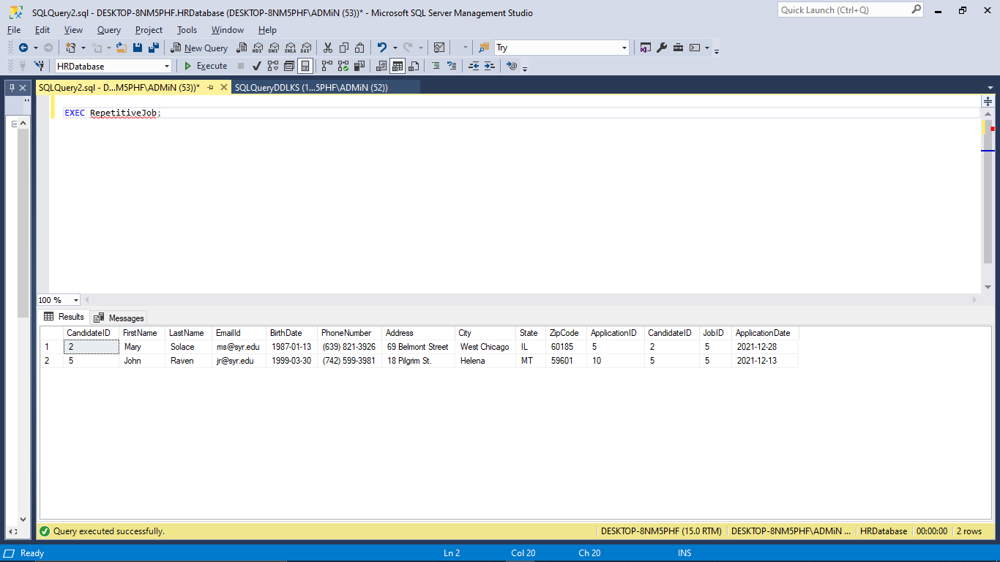 SQLQuery2.sql - DESKTOP-8NM5PHF.HRDatabase (DESKTOP-8NM5PHF\ADMiN (53))* - Microsoft SQL Server Management Studio
Quick Launch (Ctrl+Q)
File Edit View Query Project Tools Window Help
New Query MDX DMX XMLA DAX Try
HRDatabase Execute
SQLQuery2.sql - D...M5PHF\ADMiN (53))* SQLQueryDDLKS (1...5PHF\ADMiN (52))
EXEC RepetitiveJob;
100 %
Results Messages
CandidateID FirstName LastName EmailId BirthDate PhoneNumber Address City State ZipCode ApplicationID CandidateID JobID ApplicationDate
1 2 Mary Solace ms@syr.edu 1987-01-13 (639) 821-3926 69 Belmont Street West Chicago IL 60185 5 2 5 2021-12-28
2 5 John Raven jr@syr.edu 1999-03-30 (742) 599-3981 18 Pilgrim St. Helena MT 59601 10 5 5 2021-12-13
Query executed successfully. DESKTOP-8NM5PHF (15.0 RTM) DESKTOP-8NM5PHF\ADMiN ... HRDatabase 00:00:00 2 rows
Ready Ln 2 Col 20 Ch 20 INS